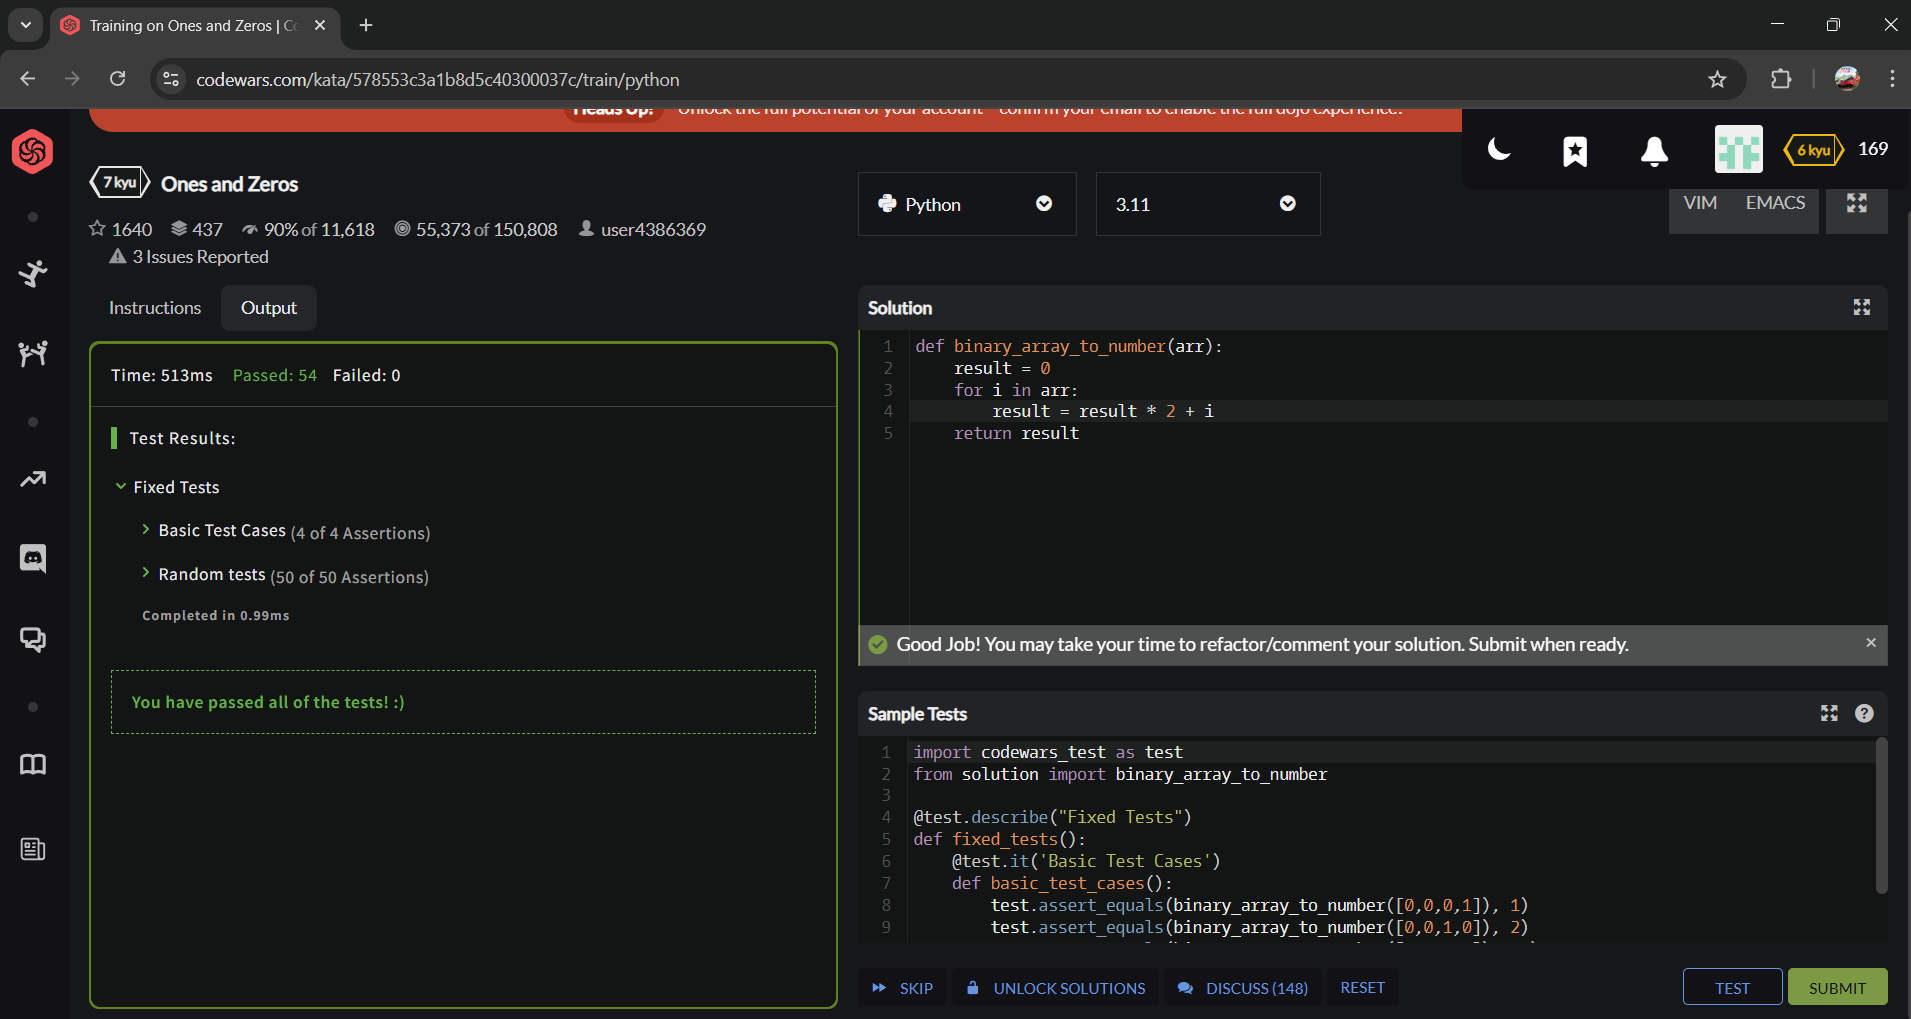 Training on Ones and Zeros | Co
codewars.com/kata/578553c3a1b8d5c40300037c/train/python
Heads Up! Unlock the full potential of your account - confirm your email to enable the full dojo experience.
6 kyu 169
7 kyu Ones and Zeros
1640 437 90% of 11,618 55,373 of 150,808 user4386369
3 Issues Reported
Python 3.11
VIM EMACS
Instructions Output
Time: 513ms Passed: 54 Failed: 0
Test Results:
Fixed Tests
Basic Test Cases (4 of 4 Assertions)
Random tests (50 of 50 Assertions)
Completed in 0.99ms
You have passed all of the tests! :)
Solution
1 def binary_array_to_number(arr):
2     result = 0
3     for i in arr:
4         result = result * 2 + i
5     return result
Good Job! You may take your time to refactor/comment your solution. Submit when ready.
Sample Tests
1 import codewars_test as test
2 from solution import binary_array_to_number
3
4 @test.describe("Fixed Tests")
5 def fixed_tests():
6     @test.it('Basic Test Cases')
7     def basic_test_cases():
8         test.assert_equals(binary_array_to_number([0,0,0,1]), 1)
9         test.assert_equals(binary_array_to_number([0,0,1,0]), 2)
SKIP UNLOCK SOLUTIONS DISCUSS (148) RESET TEST SUBMIT